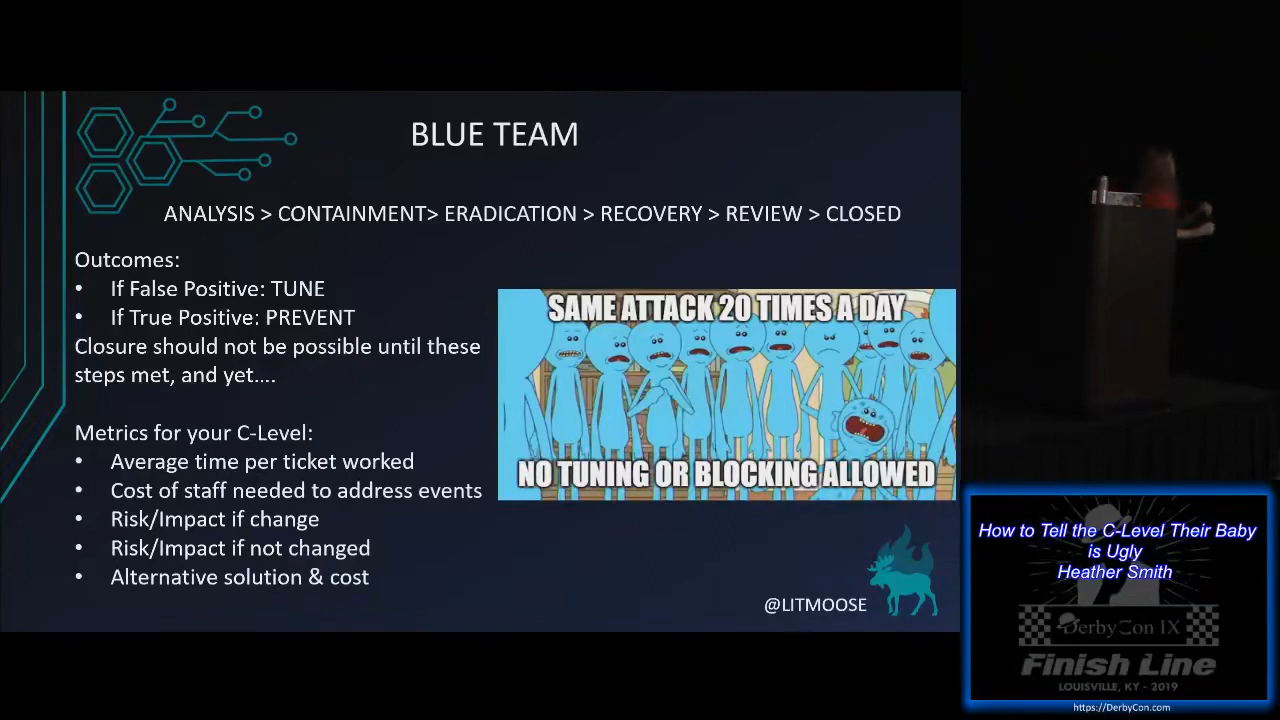 BLUE TEAM
ANALYSIS > CONTAINMENT> ERADICATION > RECOVERY > REVIEW > CLOSED
Outcomes:
• If False Positive: TUNE
• If True Positive: PREVENT
Closure should not be possible until these
steps met, and yet....
Metrics for your C-Level:
• Average time per ticket worked
• Cost of staff needed to address events
• Risk/Impact if change
• Risk/Impact if not changed
• Alternative solution & cost
SAME ATTACK 20 TIMES A DAY
NO TUNING OR BLOCKING ALLOWED
@LITMOOSE
How to Tell the C-Level Their Baby
is Ugly
Heather Smith
DerbyCon IX
Finish Line
LOUISVILLE, KY - 2019
https://DerbyCon.com